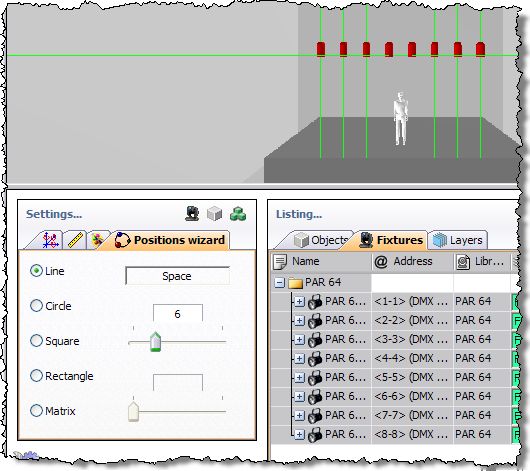 Settings...
Positions wizard
Line
Space
Circle
6
Square
Rectangle
Matrix
Listing...
Objects Fixtures Layers
Name @ Address Libr...
PAR 64
PAR 6... <1-1> (DMX ... PAR 64
PAR 6... <2-2> (DMX ... PAR 64
PAR 6... <3-3> (DMX ... PAR 64
PAR 6... <4-4> (DMX ... PAR 64
PAR 6... <5-5> (DMX ... PAR 64
PAR 6... <6-6> (DMX ... PAR 64
PAR 6... <7-7> (DMX ... PAR 64
PAR 6... <8-8> (DMX ... PAR 64